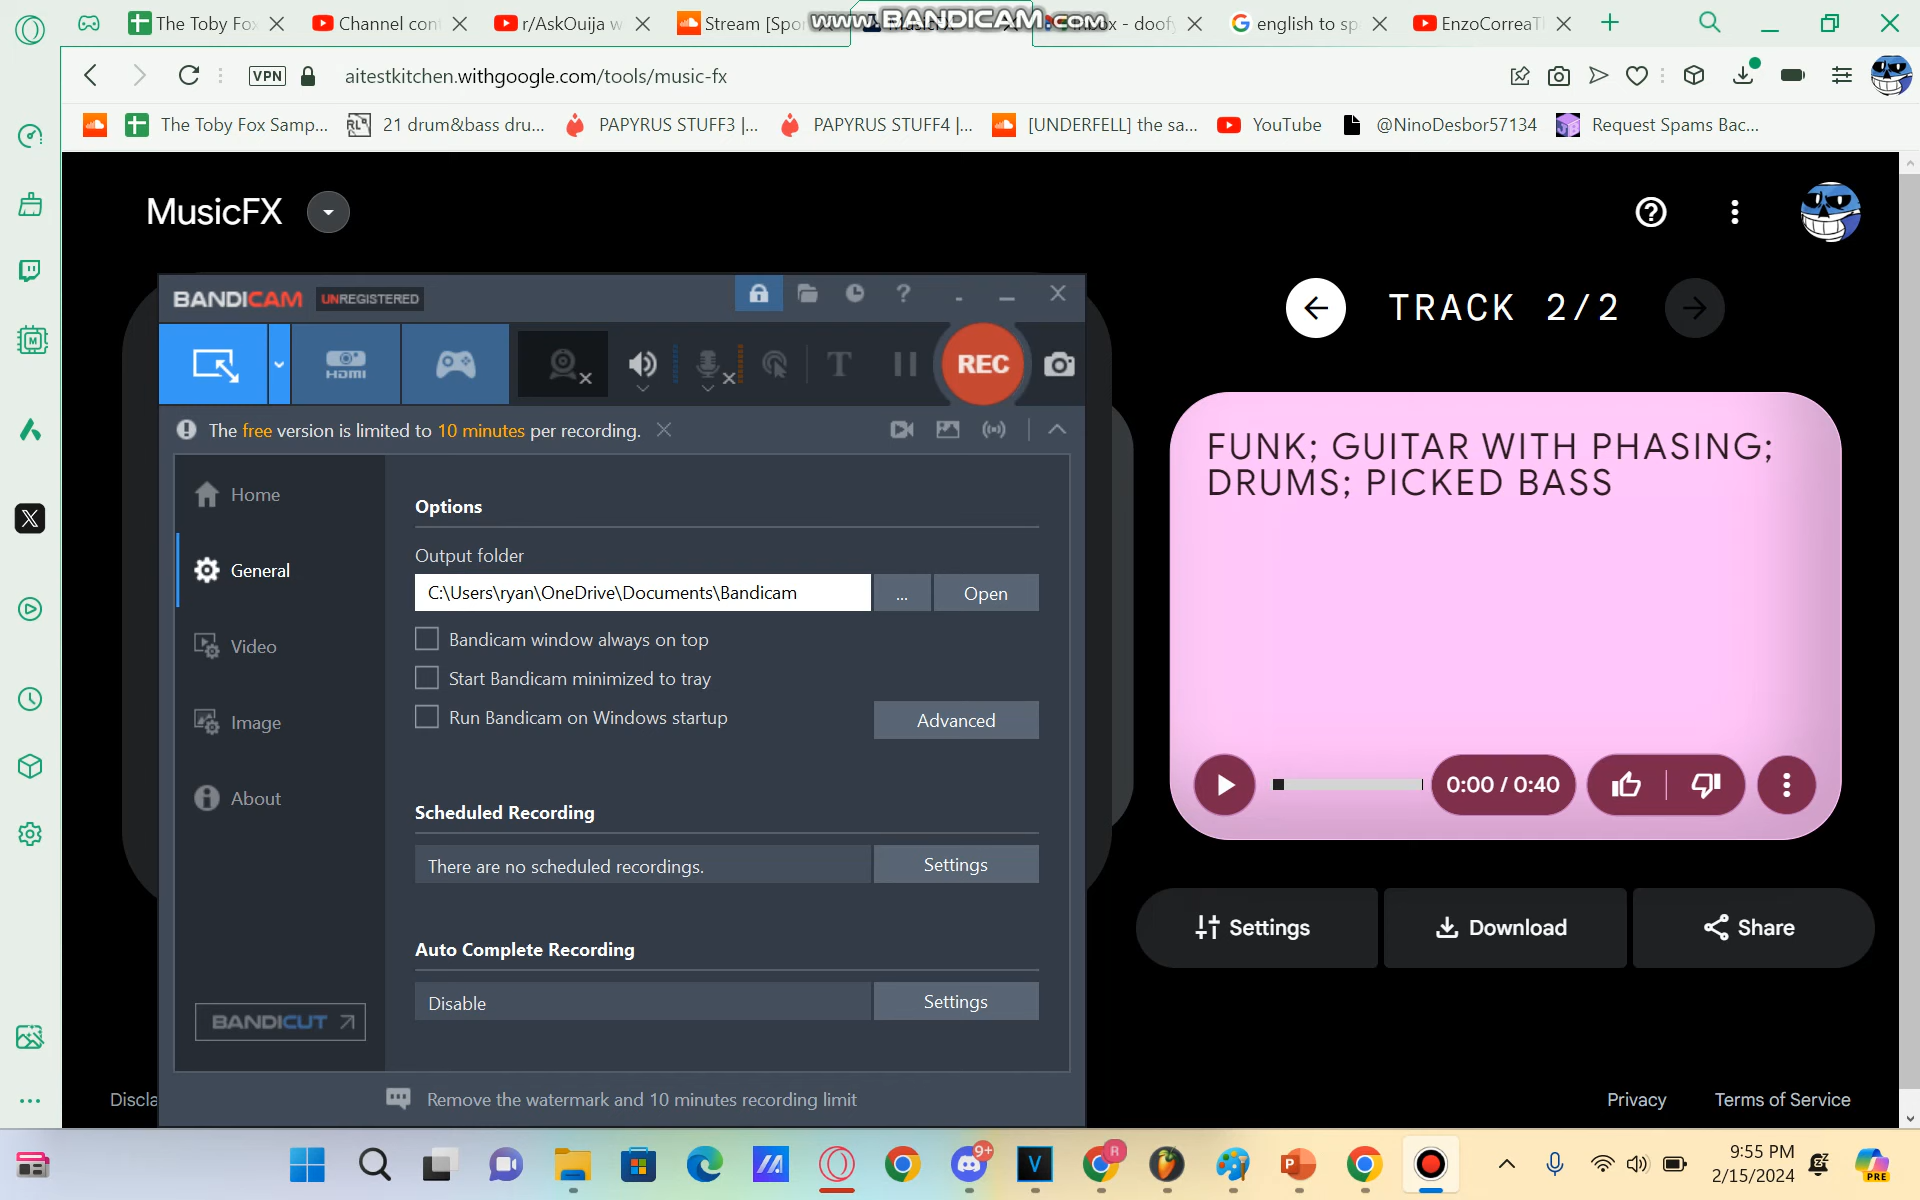 The Toby Fox
Channel con
r/AskOuija w
Stream [Spo
www.BANDICAM.com
MusicFX
Inbox - doofy
english to sp
EnzoCorreaT
VPN
aitestkitchen.withgoogle.com/tools/music-fx
The Toby Fox Samp...
21 drum&bass dru...
PAPYRUS STUFF3 |...
PAPYRUS STUFF4 |...
[UNDERFELL] the sa...
YouTube
@NinoDesbor57134
Request Spams Bac...
MusicFX
BANDICAM UNREGISTERED
HDMI
REC
The free version is limited to 10 minutes per recording.
Home
General
Video
Image
About
BANDICUT
Options
Output folder
C:\Users\ryan\OneDrive\Documents\Bandicam
...
Open
Bandicam window always on top
Start Bandicam minimized to tray
Run Bandicam on Windows startup
Advanced
Scheduled Recording
There are no scheduled recordings.
Settings
Auto Complete Recording
Disable
Settings
Remove the watermark and 10 minutes recording limit
TRACK 2/2
FUNK; GUITAR WITH PHASING;
DRUMS; PICKED BASS
0:00 / 0:40
Settings
Download
Share
Discla
Privacy
Terms of Service
9+
R
9:55 PM
2/15/2024
PRE